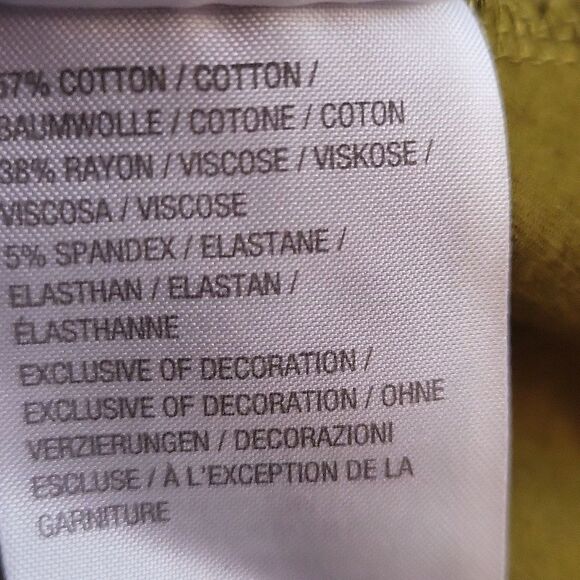 57% COTTON / COTTON /
BAUMWOLLE / COTONE / COTON
38% RAYON / VISCOSE / VISKOSE /
VISCOSA / VISCOSE
5% SPANDEX / ELASTANE /
ELASTHAN / ELASTAN /
ÉLASTHANNE
EXCLUSIVE OF DECORATION /
EXCLUSIVE OF DECORATION / OHNE
VERZIERUNGEN / DECORAZIONI
ESCLUSE / À L'EXCEPTION DE LA
GARNITURE